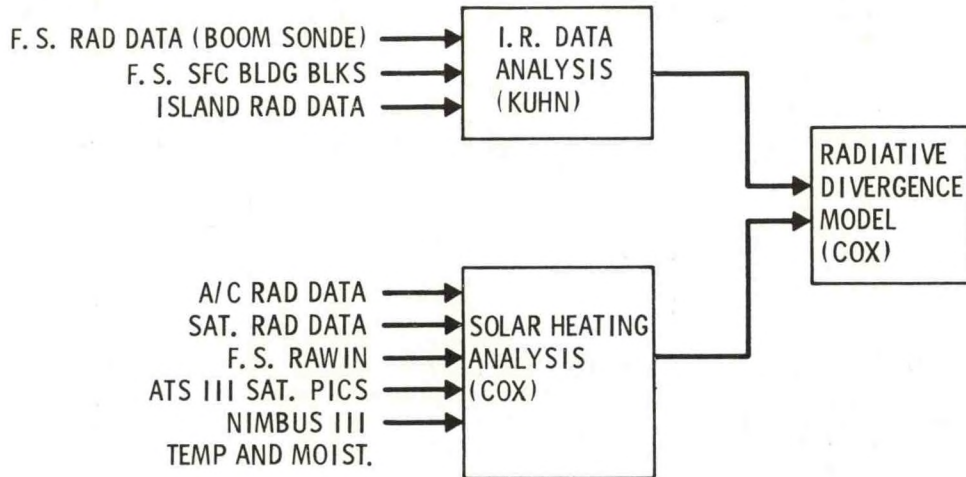 F.S. RAD DATA (BOOM SONDE)
F.S. SFC BLDG BLKS
ISLAND RAD DATA
I.R. DATA
ANALYSIS
(KUHN)
RADIATIVE
DIVERGENCE
MODEL
(COX)
A/C RAD DATA
SAT. RAD DATA
F.S. RAWIN
ATS III SAT. PICS
NIMBUS III
TEMP AND MOIST.
SOLAR HEATING
ANALYSIS
(COX)